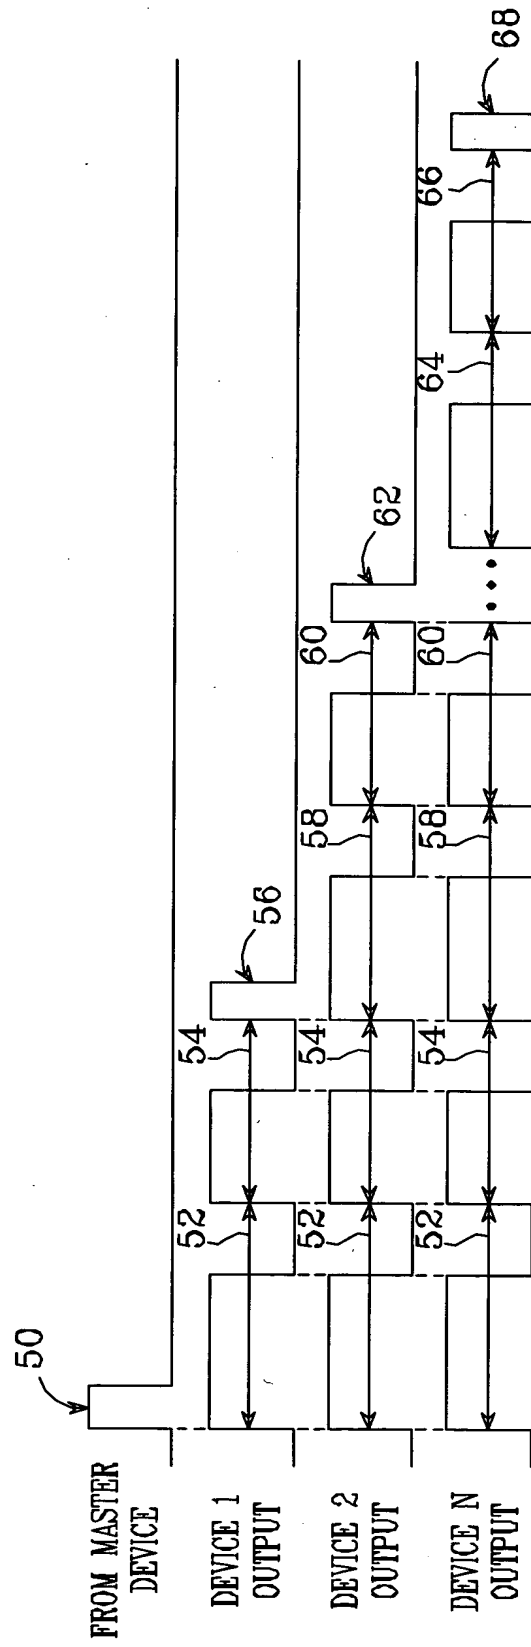 50
FROM MASTER
DEVICE
52
54
56
DEVICE 1
OUTPUT
52
54
58
60
62
DEVICE 2
OUTPUT
52
54
58
60
64
66
68
DEVICE N
OUTPUT